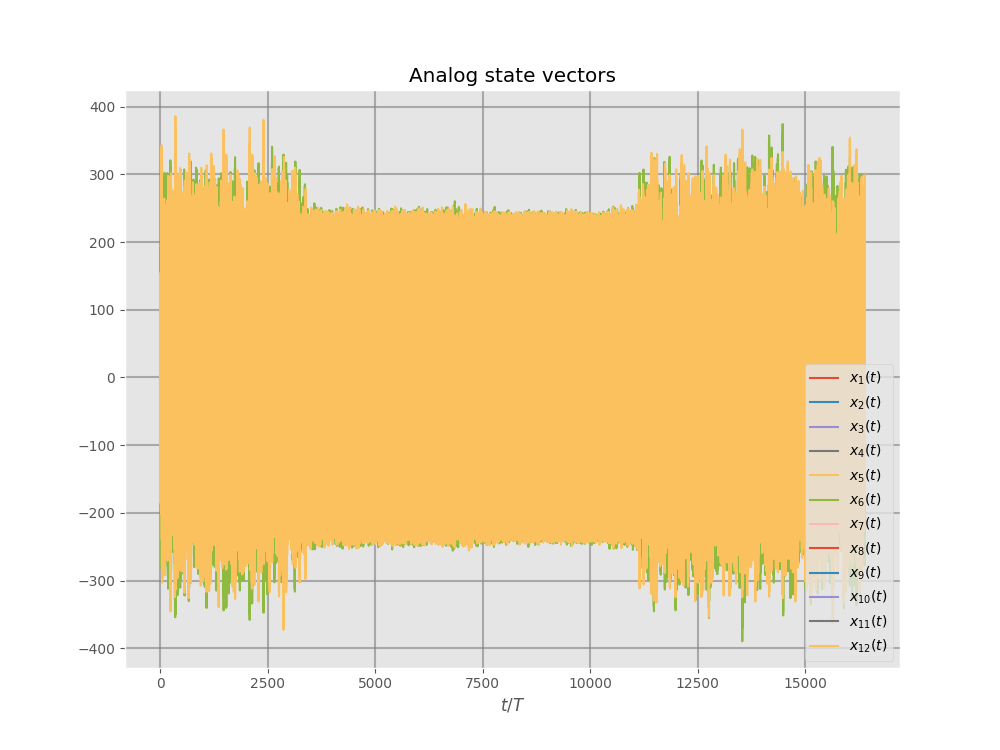 Analog state vectors
400
300
200
100
0
−100
−200
−300
−400
0 2500 5000 7500 10000 12500 15000
t/T
x₁(t)
x₂(t)
x₃(t)
x₄(t)
x₅(t)
x₆(t)
x₇(t)
x₈(t)
x₉(t)
x₁₀(t)
x₁₁(t)
x₁₂(t)